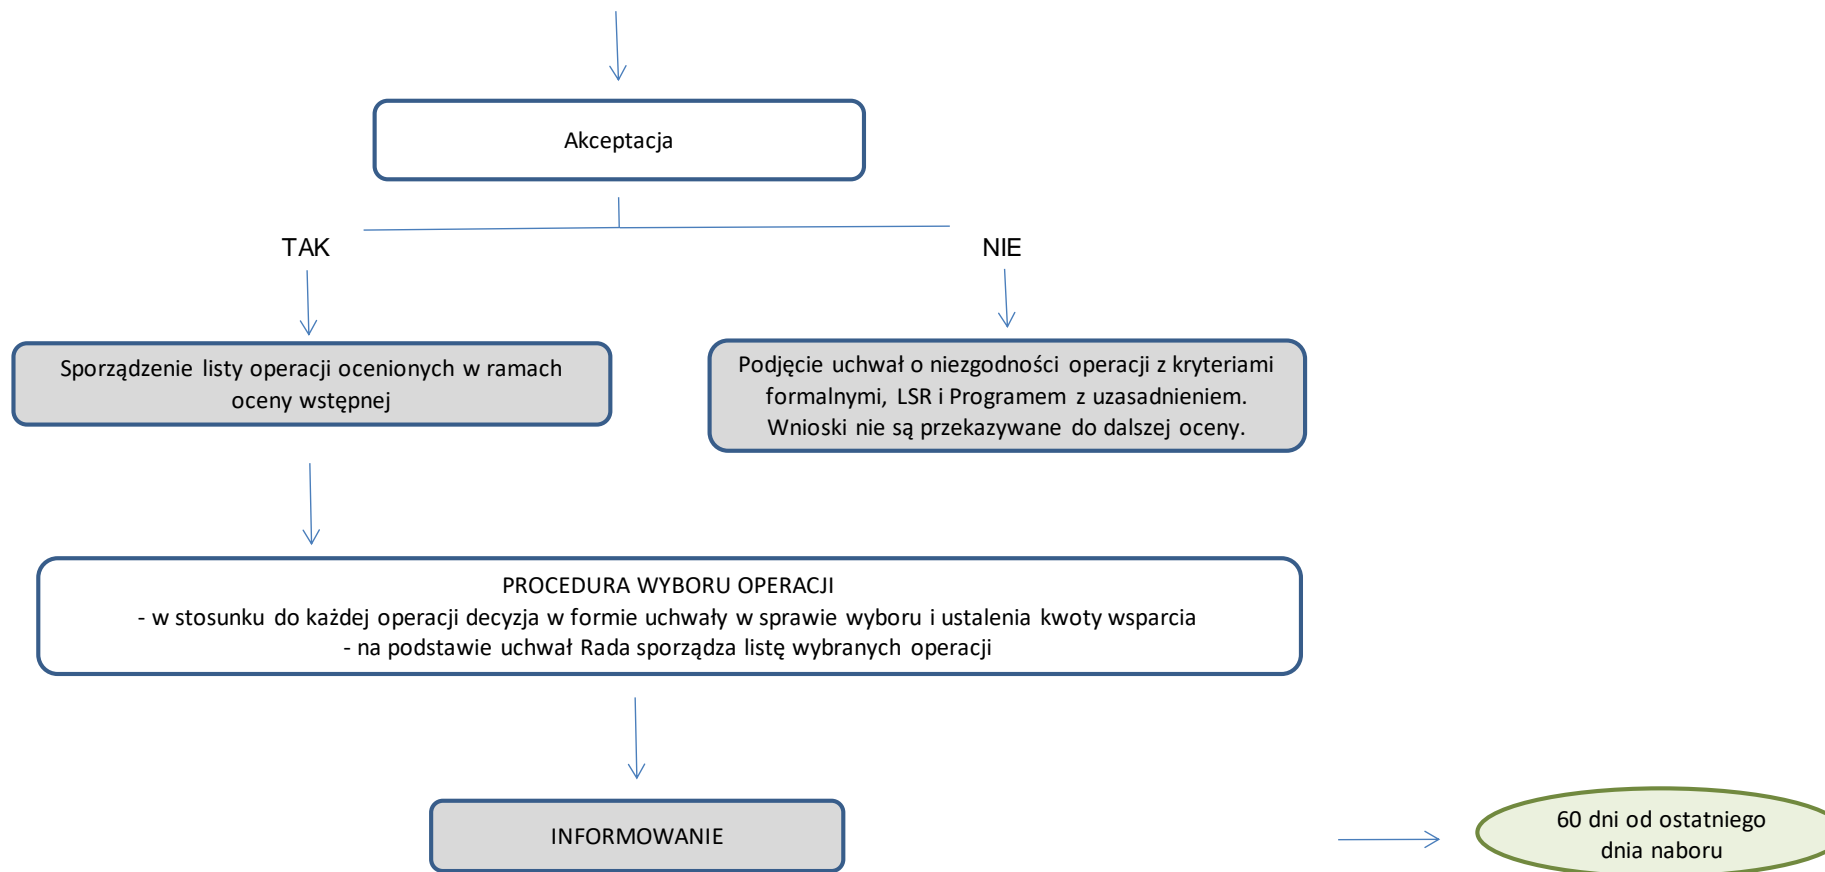 Akceptacja
TAK
NIE
Sporządzenie listy operacji ocenionych w ramach
oceny wstępnej
Podjęcie uchwał o niezgodności operacji z kryteriami
formalnymi, LSR i Programem z uzasadnieniem.
Wnioski nie są przekazywane do dalszej oceny.
PROCEDURA WYBORU OPERACJI
- w stosunku do każdej operacji decyzja w formie uchwały w sprawie wyboru i ustalenia kwoty wsparcia
- na podstawie uchwał Rada sporządza listę wybranych operacji
INFORMOWANIE
60 dni od ostatniego
dnia naboru